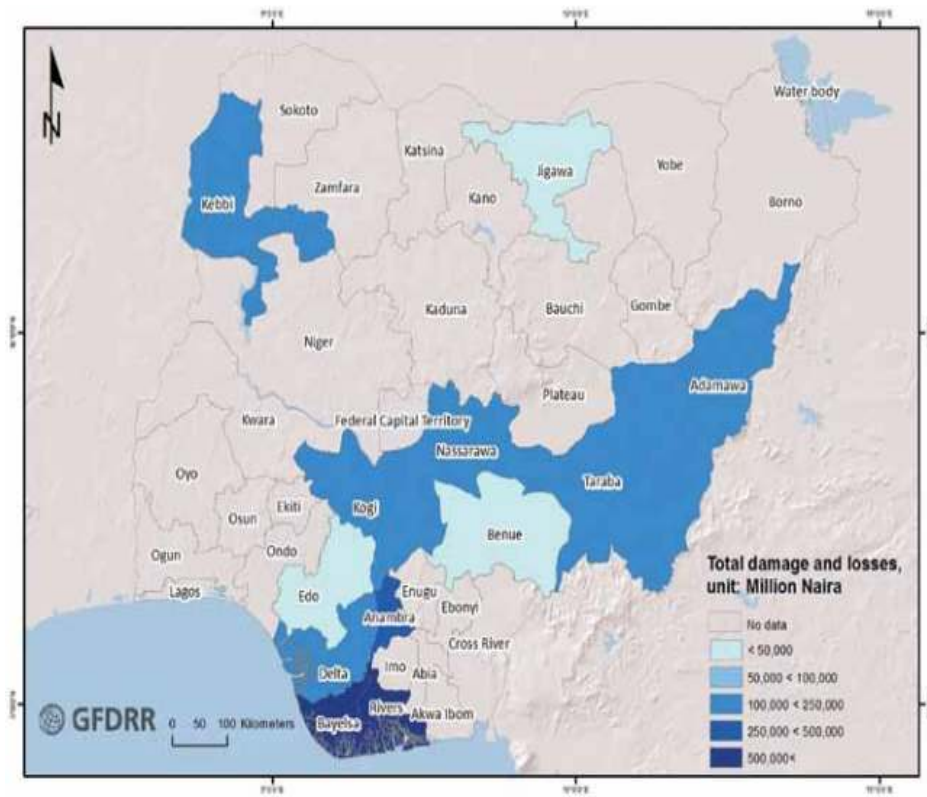 N
Water body
Sokoto
Katsina
Jigawa
Yobe
Zamfara
Kano
Borno
Kebbi
Kaduna
Bauchi
Gombe
Niger
Adamawa
Plateau
Kwara
Federal Capital Territory
Nassarawa
Oyo
Taraba
Kogi
Ekiti
Osun
Benue
Ondo
Ogun
Lagos
Edo
Enugu
Ebonyi
Anambra
Cross River
Imo
Abia
Delta
Rivers
Akwa Ibom
Bayelsa
Total damage and losses,
unit: Million Naira
No data
< 50,000
50,000 < 100,000
100,000 < 250,000
250,000 < 500,000
500,000<
GFDRR
0 50 100 Kilometers